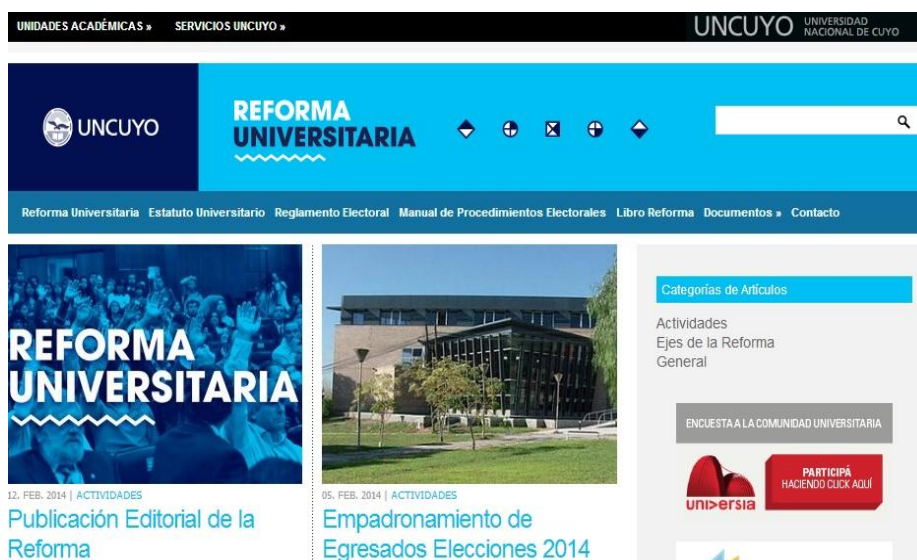 UNIDADES ACADÉMICAS » SERVICIOS UNCUYO »
UNCUYO UNIVERSIDAD
NACIONAL DE CUYO
UNCUYO
REFORMA
UNIVERSITARIA
Reforma Universitaria Estatuto Universitario Reglamento Electoral Manual de Procedimientos Electorales Libro Reforma Documentos » Contacto
REFORMA
UNIVERSITARIA
12. FEB. 2014 | ACTIVIDADES
Publicación Editorial de la
Reforma
05. FEB. 2014 | ACTIVIDADES
Empadronamiento de
Egresados Elecciones 2014
Categorías de Artículos
Actividades
Ejes de la Reforma
General
ENCUESTA A LA COMUNIDAD UNIVERSITARIA
universia
PARTICIPÁ
HACIENDO CLICK AQUÍ